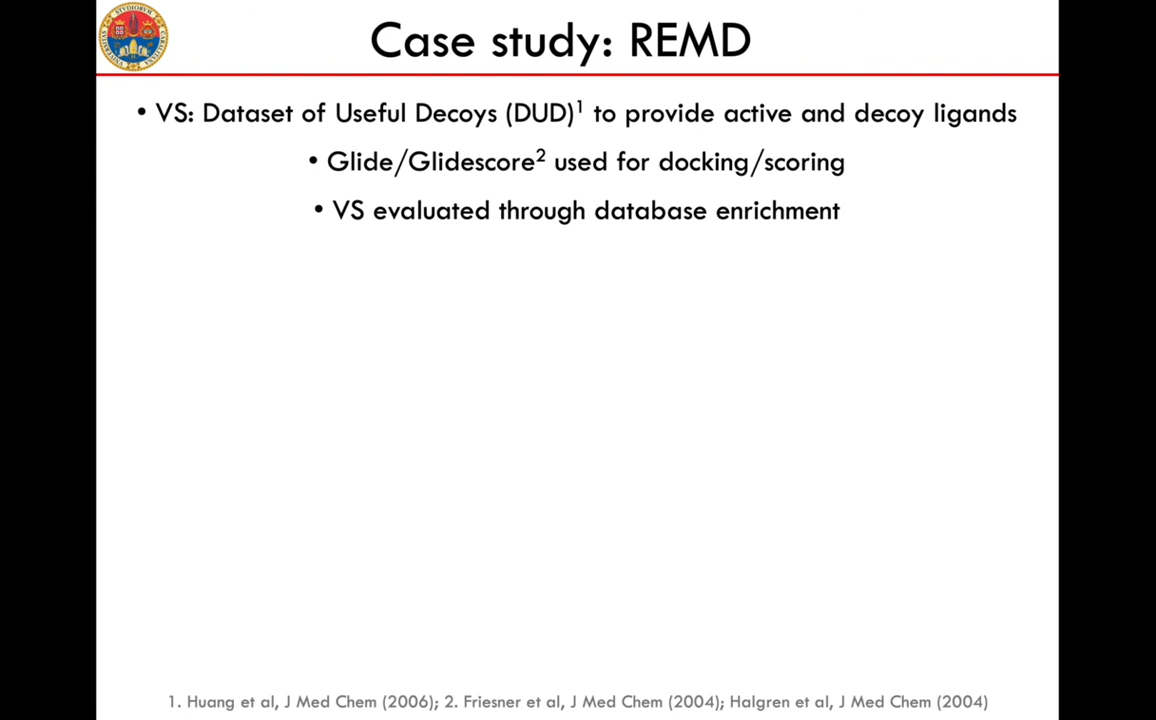 Case study: REMD
• VS: Dataset of Useful Decoys (DUD)¹ to provide active and decoy ligands
• Glide/Glidescore² used for docking/scoring
• VS evaluated through database enrichment
1. Huang et al, J Med Chem (2006); 2. Friesner et al, J Med Chem (2004); Halgren et al, J Med Chem (2004)